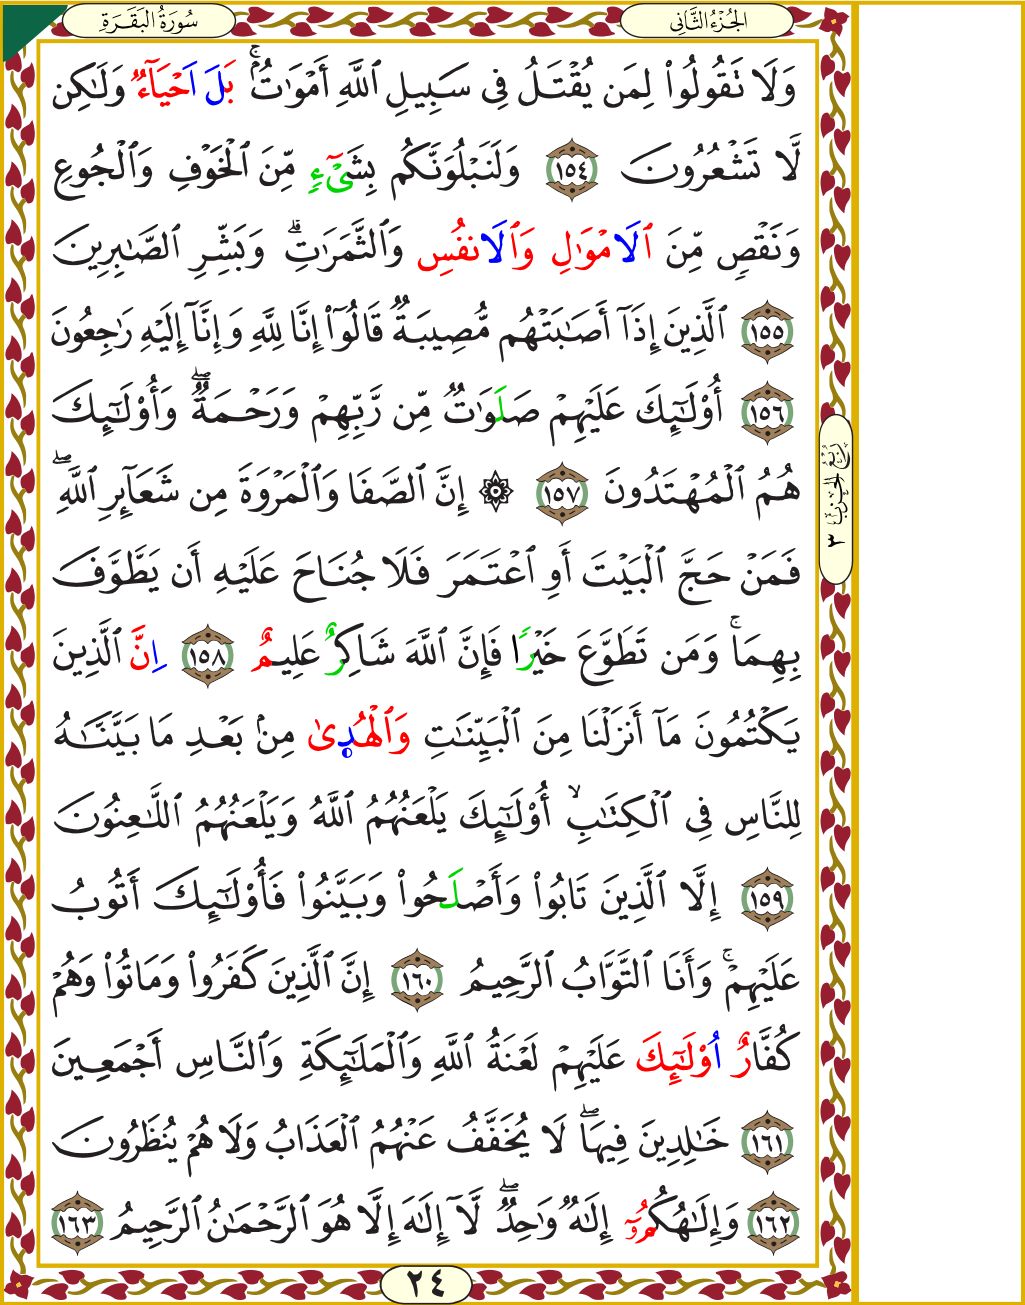 الجُزْءُ الثَّانِي
سُورَةُ البَقَرَةِ
وَلَا تَقُولُواْ لِمَن يُقْتَلُ فِي سَبِيلِ ٱللَّهِ أَمْوَٰتُۢۚ بَلَ اَحْيَآءٞ وَلَٰكِن
لَّا تَشْعُرُونَ ١٥٤ وَلَنَبْلُوَنَّكُم بِشَيْءٖ مِّنَ ٱلْخَوْفِ وَٱلْجُوعِ
وَنَقْصٖ مِّنَ ٱلَامْوَٰلِ وَٱلَانفُسِ وَٱلثَّمَرَٰتِۗ وَبَشِّرِ ٱلصَّٰبِرِينَ
١٥٥ ٱلَّذِينَ إِذَآ أَصَٰبَتْهُم مُّصِيبَةٞ قَالُوٓاْ إِنَّا لِلَّهِ وَإِنَّآ إِلَيْهِ رَٰجِعُونَ
١٥٦ أُوْلَٰٓئِكَ عَلَيْهِمْ صَلَوَٰتٞ مِّن رَّبِّهِمْ وَرَحْمَةٞۖ وَأُوْلَٰٓئِكَ
هُمُ ٱلْمُهْتَدُونَ ١٥٧ ۞ إِنَّ ٱلصَّفَا وَٱلْمَرْوَةَ مِن شَعَآئِرِ ٱللَّهِۖ
فَمَنْ حَجَّ ٱلْبَيْتَ أَوِ ٱعْتَمَرَ فَلَا جُنَاحَ عَلَيْهِ أَن يَطَّوَّفَ
بِهِمَاۚ وَمَن تَطَوَّعَ خَيْرٗا فَإِنَّ ٱللَّهَ شَاكِرٌ عَلِيمٌ ١٥٨ اِنَّ ٱلَّذِينَ
يَكْتُمُونَ مَآ أَنزَلْنَا مِنَ ٱلْبَيِّنَٰتِ وَٱلْهُدٜىٰ مِنۢ بَعْدِ مَا بَيَّنَّٰهُ
لِلنَّاسِ فِي ٱلْكِتَٰبِۙ أُوْلَٰٓئِكَ يَلْعَنُهُمُ ٱللَّهُ وَيَلْعَنُهُمُ ٱللَّٰعِنُونَ
١٥٩ إِلَّا ٱلَّذِينَ تَابُواْ وَأَصْلَحُواْ وَبَيَّنُواْ فَأُوْلَٰٓئِكَ أَتُوبُ
عَلَيْهِمْۚ وَأَنَا ٱلتَّوَّابُ ٱلرَّحِيمُ ١٦٠ إِنَّ ٱلَّذِينَ كَفَرُواْ وَمَاتُواْ وَهُمْ
كُفَّارٌ اُوْلَٰٓئِكَ عَلَيْهِمْ لَعْنَةُ ٱللَّهِ وَٱلْمَلَٰٓئِكَةِ وَٱلنَّاسِ أَجْمَعِينَ
١٦١ خَٰلِدِينَ فِيهَاۖ لَا يُخَفَّفُ عَنْهُمُ ٱلْعَذَابُ وَلَا هُمْ يُنظَرُونَ
١٦٢ وَإِلَٰهُكُمُۥٓ إِلَٰهٞ وَٰحِدٞۖ لَّآ إِلَٰهَ إِلَّا هُوَ ٱلرَّحْمَٰنُ ٱلرَّحِيمُ ١٦٣
رُبْعُ الحِزْبِ ٣
٢٤